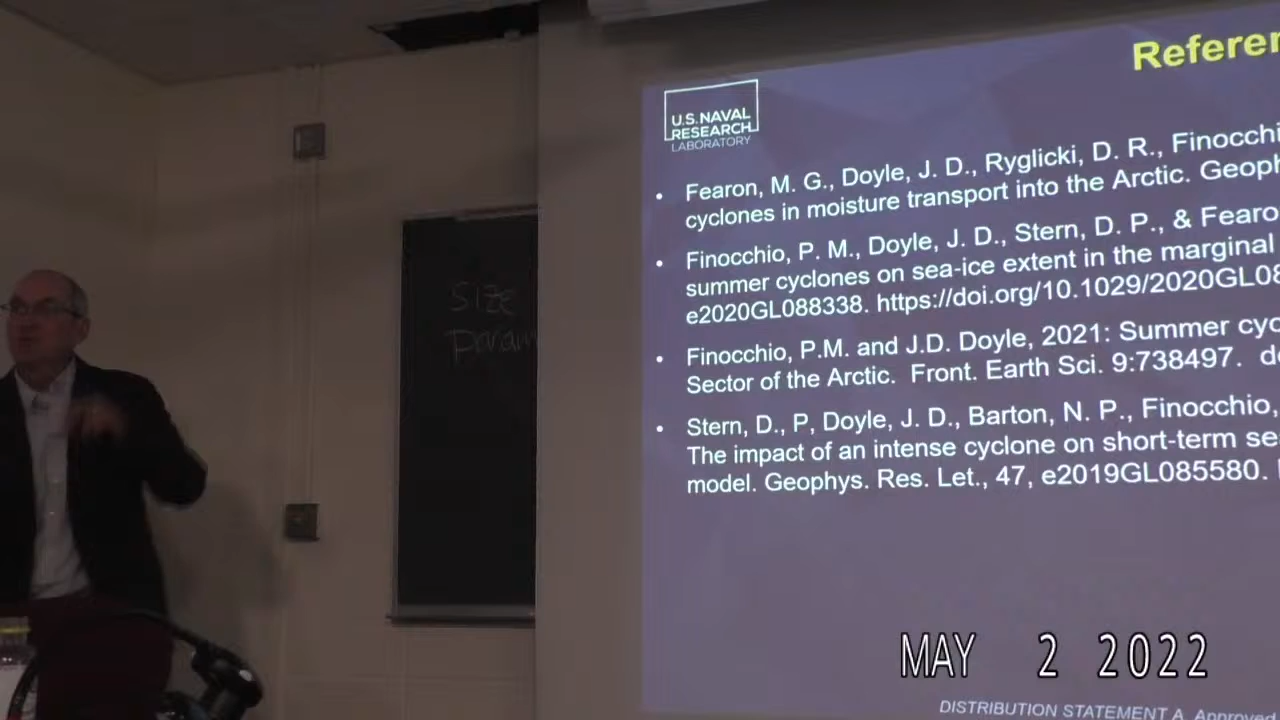 Referen
U.S. NAVAL
RESEARCH
LABORATORY
• Fearon, M. G., Doyle, J. D., Ryglicki, D. R., Finocchi
cyclones in moisture transport into the Arctic. Geoph
• Finocchio, P. M., Doyle, J. D., Stern, D. P., & Fearo
summer cyclones on sea-ice extent in the marginal
e2020GL088338. https://doi.org/10.1029/2020GL08
• Finocchio, P.M. and J.D. Doyle, 2021: Summer cyc
Sector of the Arctic. Front. Earth Sci. 9:738497. do
• Stern, D., P, Doyle, J. D., Barton, N. P., Finocchio,
The impact of an intense cyclone on short-term se
model. Geophys. Res. Let., 47, e2019GL085580.
size
param
MAY 2 2022
DISTRIBUTION STATEMENT A. Approved